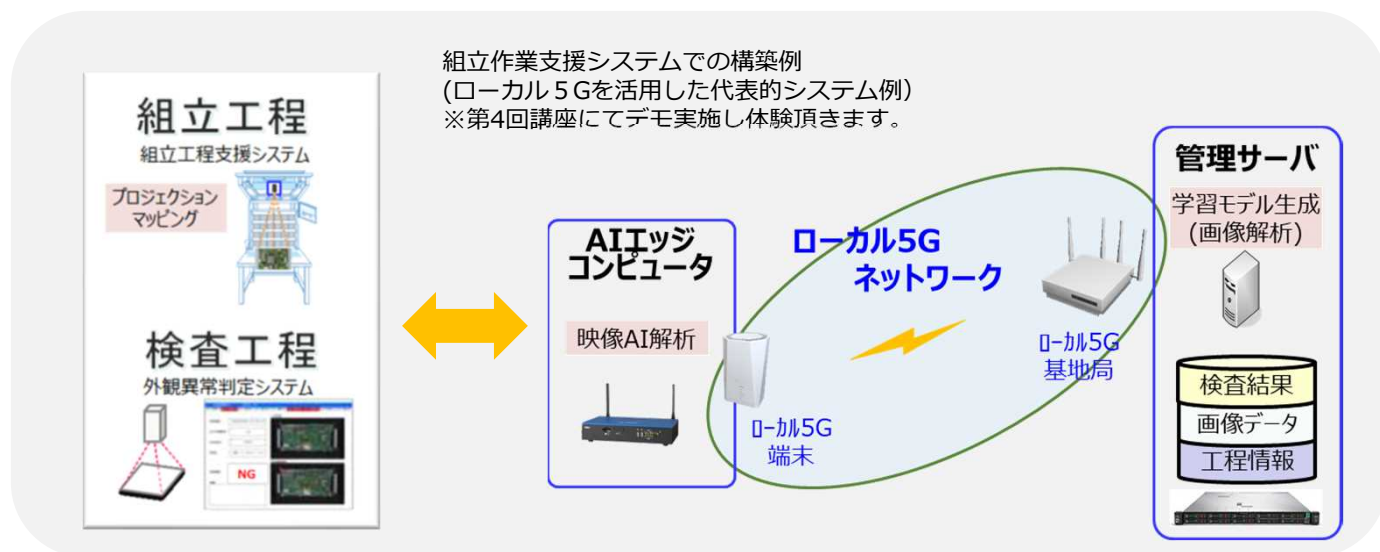 組立作業支援システムでの構築例
(ローカル５Gを活用した代表的システム例)
※第4回講座にてデモ実施し体験頂きます。
組立工程
組立工程支援システム
プロジェクション
マッピング
検査工程
外観異常判定システム
NG
AIエッジ
コンピュータ
映像AI解析
ローカル5G
ネットワーク
ﾛｰｶﾙ5G
端末
ﾛｰｶﾙ5G
基地局
管理サーバ
学習モデル生成
(画像解析)
検査結果
画像データ
工程情報